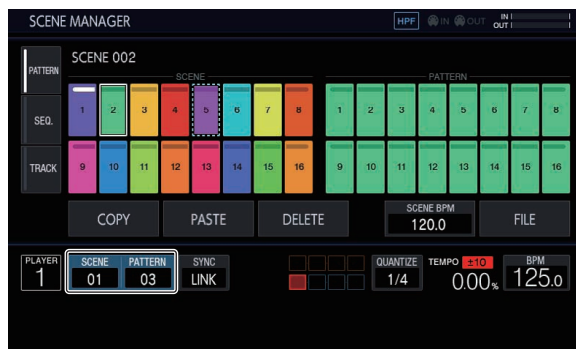 SCENE MANAGER HPF IN OUT IN
OUT
PATTERN SCENE 002
SCENE PATTERN
1 2 3 4 5 6 7 8 1 2 3 4 5 6 7 8
SEQ.
TRACK 9 10 11 12 13 14 15 16 9 10 11 12 13 14 15 16
COPY PASTE DELETE SCENE BPM FILE
120.0
PLAYER SCENE PATTERN SYNC QUANTIZE TEMPO ±10 BPM
1 01 03 LINK 1/4 0.00% 125.0